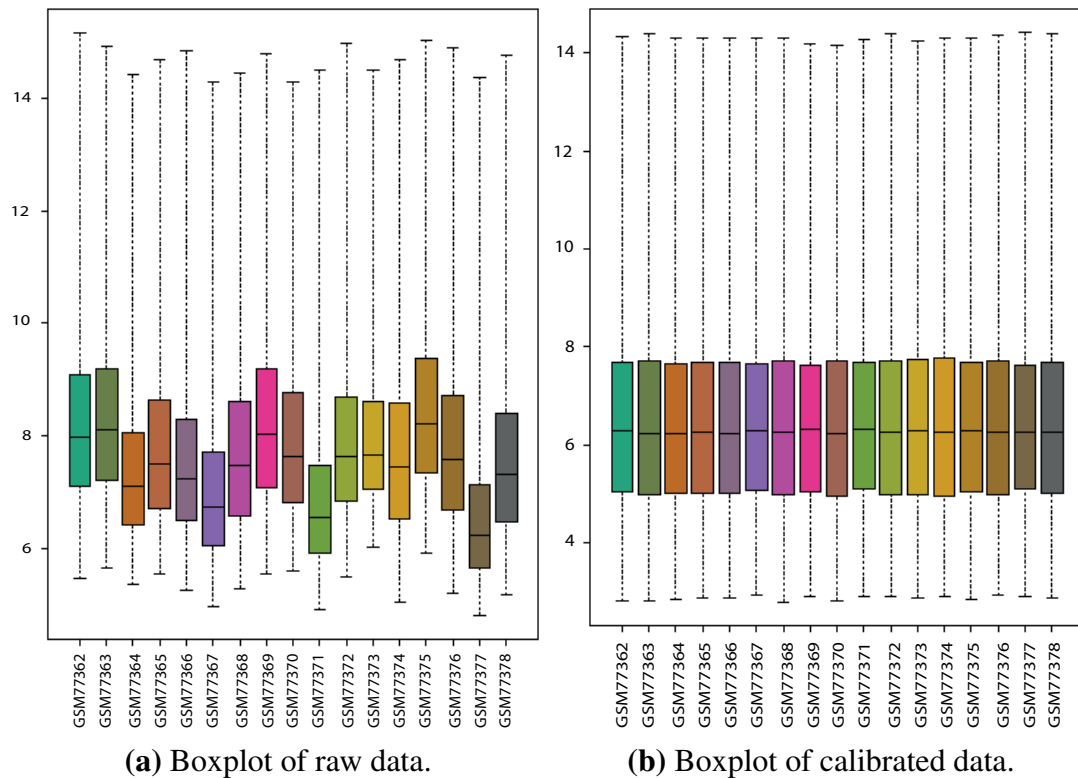 14
12
10
8
6
GSM77362
GSM77363
GSM77364
GSM77365
GSM77366
GSM77367
GSM77368
GSM77369
GSM77370
GSM77371
GSM77372
GSM77373
GSM77374
GSM77375
GSM77376
GSM77377
GSM77378
(a) Boxplot of raw data.
14
12
10
8
6
4
GSM77362
GSM77363
GSM77364
GSM77365
GSM77366
GSM77367
GSM77368
GSM77369
GSM77370
GSM77371
GSM77372
GSM77373
GSM77374
GSM77375
GSM77376
GSM77377
GSM77378
(b) Boxplot of calibrated data.